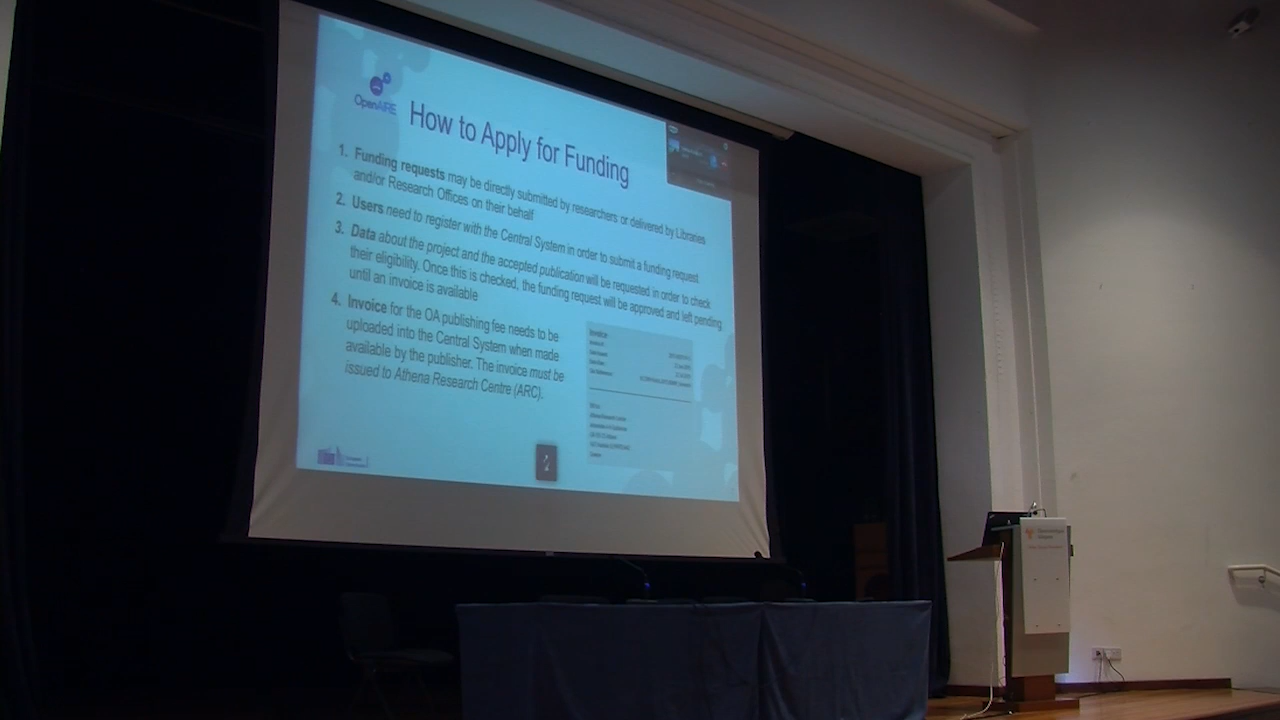 OpenAIRE
How to Apply for Funding
1. Funding requests may be directly submitted by researchers or delivered by Libraries
and/or Research Offices on their behalf
2. Users need to register with the Central System in order to submit a funding request
3. Data about the project and the accepted publication will be requested in order to check
their eligibility. Once this is checked, the funding request will be approved and left pending
until an invoice is available
4. Invoice for the OA publishing fee needs to be
uploaded into the Central System when made
available by the publisher. The invoice must be
issued to Athena Research Centre (ARC).
Invoice